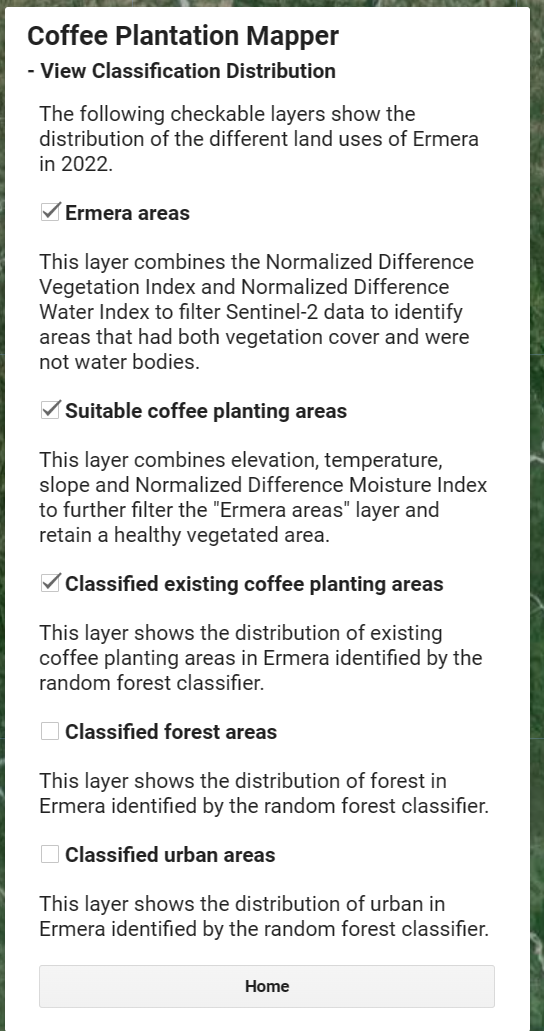 Coffee Plantation Mapper
- View Classification Distribution
The following checkable layers show the
distribution of the different land uses of Ermera
in 2022.
Ermera areas
This layer combines the Normalized Difference
Vegetation Index and Normalized Difference
Water Index to filter Sentinel-2 data to identify
areas that had both vegetation cover and were
not water bodies.
Suitable coffee planting areas
This layer combines elevation, temperature,
slope and Normalized Difference Moisture Index
to further filter the "Ermera areas" layer and
retain a healthy vegetated area.
Classified existing coffee planting areas
This layer shows the distribution of existing
coffee planting areas in Ermera identified by the
random forest classifier.
Classified forest areas
This layer shows the distribution of forest in
Ermera identified by the random forest classifier.
Classified urban areas
This layer shows the distribution of urban in
Ermera identified by the random forest classifier.
Home